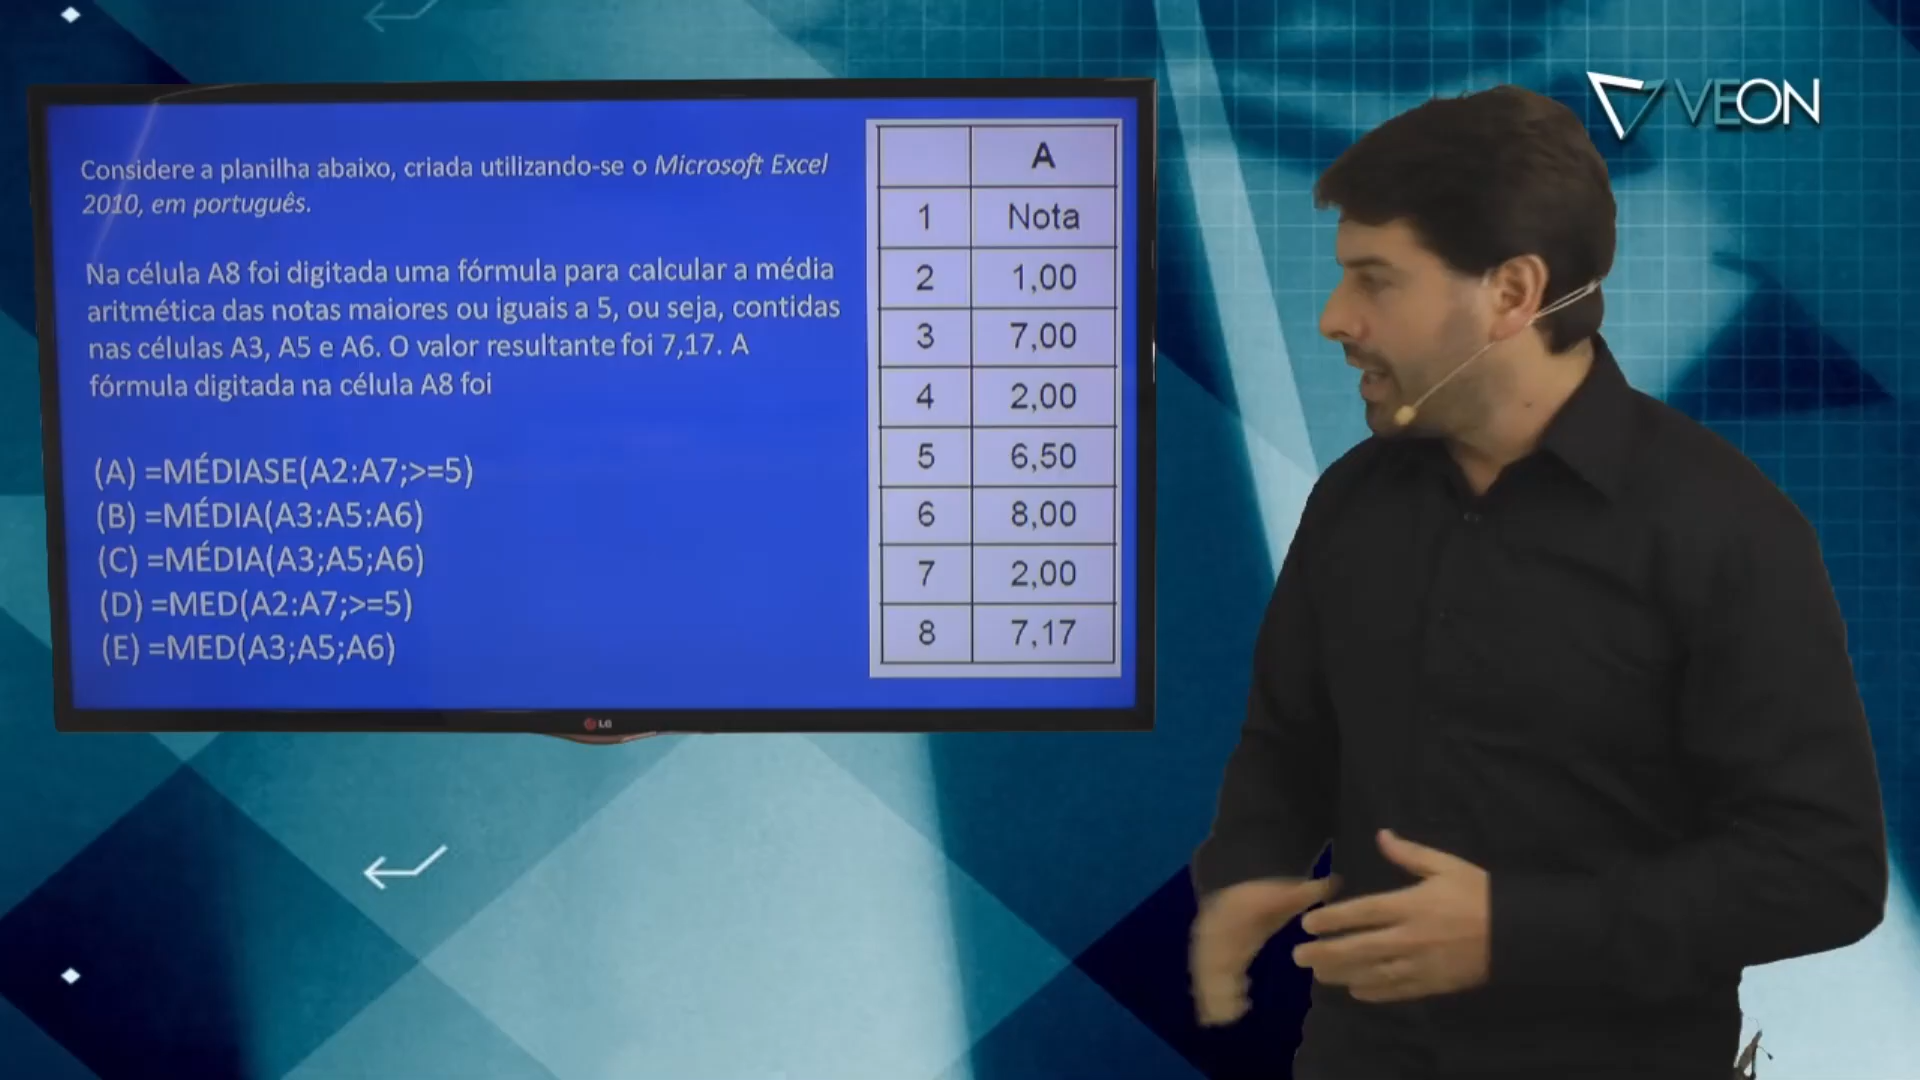 Considere a planilha abaixo, criada utilizando-se o Microsoft Excel
2010, em português.
Na célula A8 foi digitada uma fórmula para calcular a média
aritmética das notas maiores ou iguais a 5, ou seja, contidas
nas células A3, A5 e A6. O valor resultante foi 7,17. A
fórmula digitada na célula A8 foi
(A) =MÉDIASE(A2:A7;>=5)
(B) =MÉDIA(A3:A5:A6)
(C) =MÉDIA(A3;A5;A6)
(D) =MED(A2:A7;>=5)
(E) =MED(A3;A5;A6)
A
1 Nota
2 1,00
3 7,00
4 2,00
5 6,50
6 8,00
7 2,00
8 7,17
LG
VEON